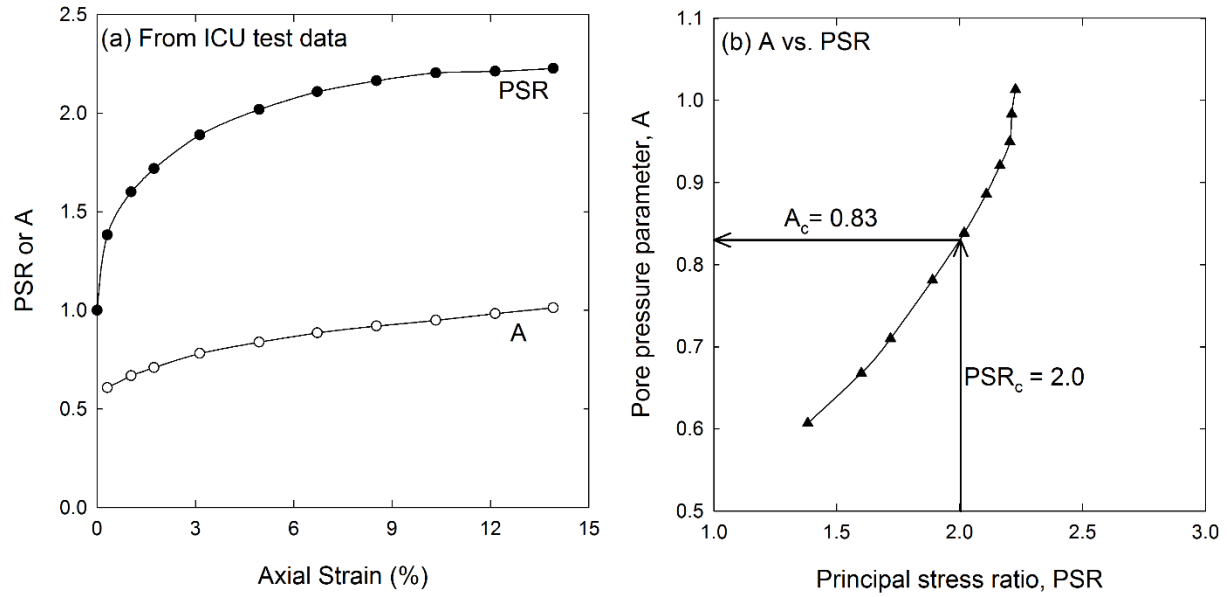 (a) From ICU test data
PSR or A
2.5
2.0
1.5
1.0
0.5
0.0
PSR
A
0
3
6
9
12
15
Axial Strain (%)
(b) A vs. PSR
Pore pressure parameter, A
1.1
1.0
0.9
0.8
0.7
0.6
0.5
A_c= 0.83
PSR_c = 2.0
1.0
1.5
2.0
2.5
3.0
Principal stress ratio, PSR